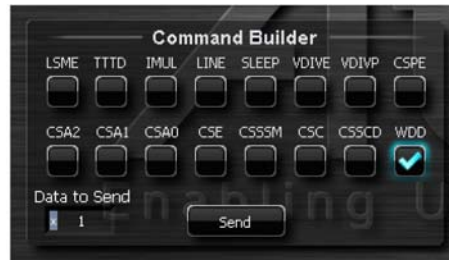 Command Builder
LSME TTTD IMUL LINE SLEEP VDIVE VDIVP CSPE
CSA2 CSA1 CSA0 CSE CSSSM CSC CSSCD WDD
Data to Send
x 1
Send
Enabling U